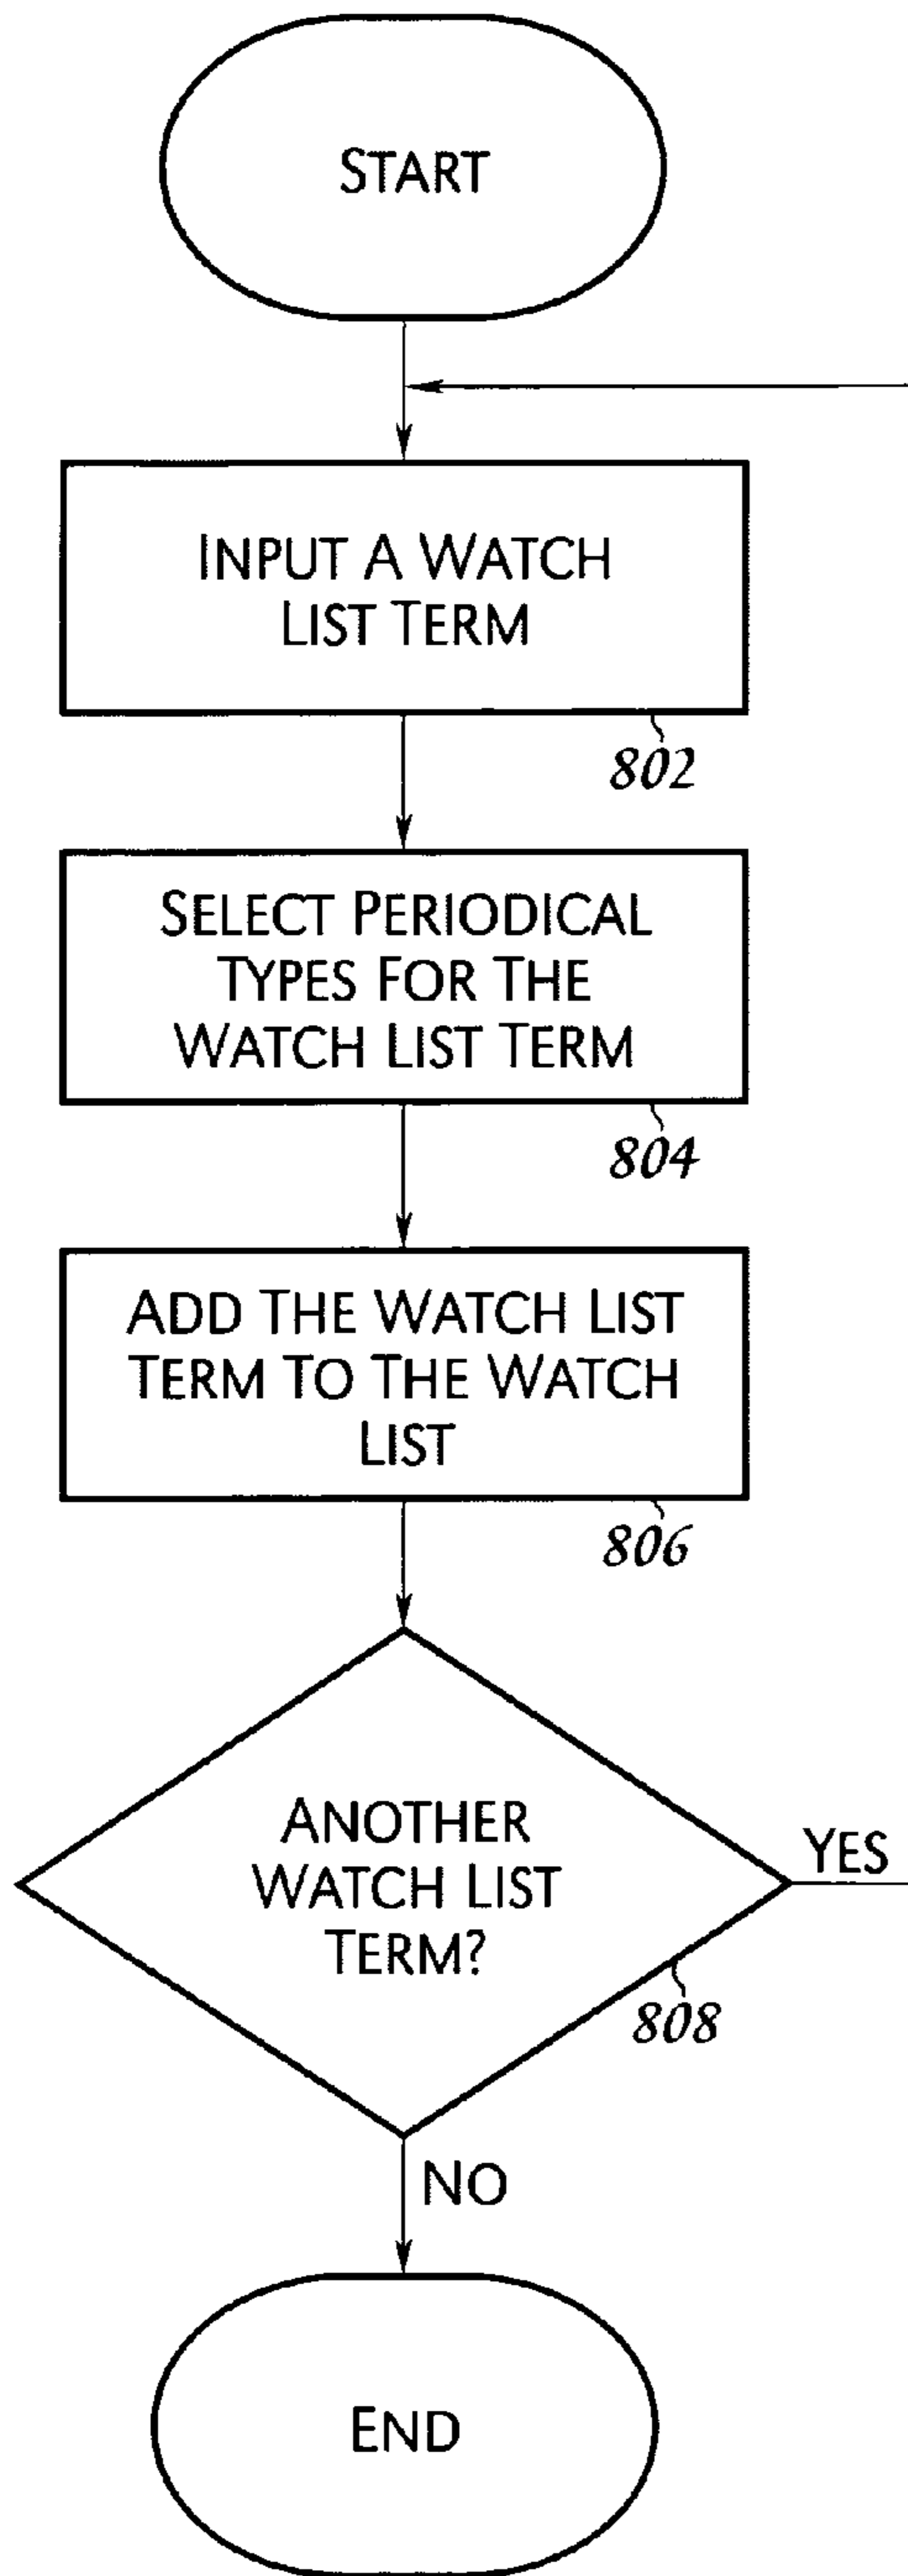 START
INPUT A WATCH
LIST TERM
802
SELECT PERIODICAL
TYPES FOR THE
WATCH LIST TERM
804
ADD THE WATCH LIST
TERM TO THE WATCH
LIST
806
ANOTHER
WATCH LIST
TERM?
YES
808
NO
END